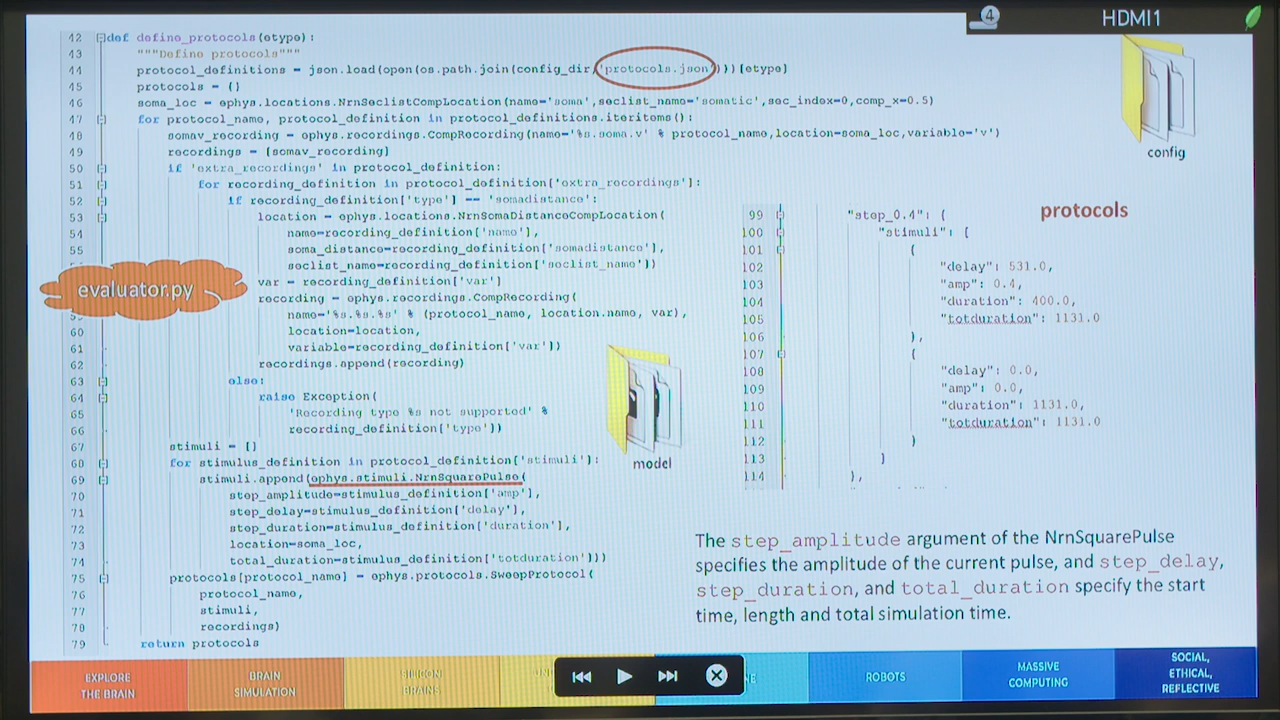 4
HDMI1
42 def define_protocols(etype):
43 """Define protocols"""
44 protocol_definitions = json.load(open(os.path.join(config_dir,'protocols.json')))[etype]
45 protocols = {}
46 soma_loc = ephys.locations.NrnSeclistCompLocation(name='soma',seclist_name='somatic',sec_index=0,comp_x=0.5)
47 for protocol_name, protocol_definition in protocol_definitions.iteritems():
48 somav_recording = ephys.recordings.CompRecording(name='%s.soma.v' % protocol_name,location=soma_loc,variable='v')
49 recordings = [somav_recording]
50 if 'extra_recordings' in protocol_definition:
51 for recording_definition in protocol_definition['extra_recordings']:
52 if recording_definition['type'] == 'somadistance':
53 location = ephys.locations.NrnSomaDistanceCompLocation(
54 name=recording_definition['name'],
55 soma_distance=recording_definition['somadistance'],
seclist_name=recording_definition['seclist_name'])
var = recording_definition['var']
recording = ephys.recordings.CompRecording(
name='%s.%s.%s' % (protocol_name, location.name, var),
60 location=location,
61 variable=recording_definition['var'])
62 recordings.append(recording)
63 else:
64 raise Exception(
65 'Recording type %s not supported' %
66 recording_definition['type'])
67 stimuli = []
68 for stimulus_definition in protocol_definition['stimuli']:
69 stimuli.append(ephys.stimuli.NrnSquarePulse(
70 step_amplitude=stimulus_definition['amp'],
71 step_delay=stimulus_definition['delay'],
72 step_duration=stimulus_definition['duration'],
73 location=soma_loc,
74 total_duration=stimulus_definition['totduration']))
75 protocols[protocol_name] = ephys.protocols.SweepProtocol(
76 protocol_name,
77 stimuli,
78 recordings)
79 return protocols
evaluator.py
config
model
protocols
99 "step_0.4": {
100 "stimuli": [
101 {
102 "delay": 531.0,
103 "amp": 0.4,
104 "duration": 400.0,
105 "totduration": 1131.0
106 },
107 {
108 "delay": 0.0,
109 "amp": 0.0,
110 "duration": 1131.0,
111 "totduration": 1131.0
112 }
113 ]
114 },
The step_amplitude argument of the NrnSquarePulse
specifies the amplitude of the current pulse, and step_delay,
step_duration, and total_duration specify the start
time, length and total simulation time.
EXPLORE
THE BRAIN
BRAIN
SIMULATION
SILICON
BRAINS
ROBOTS
MASSIVE
COMPUTING
SOCIAL,
ETHICAL,
REFLECTIVE